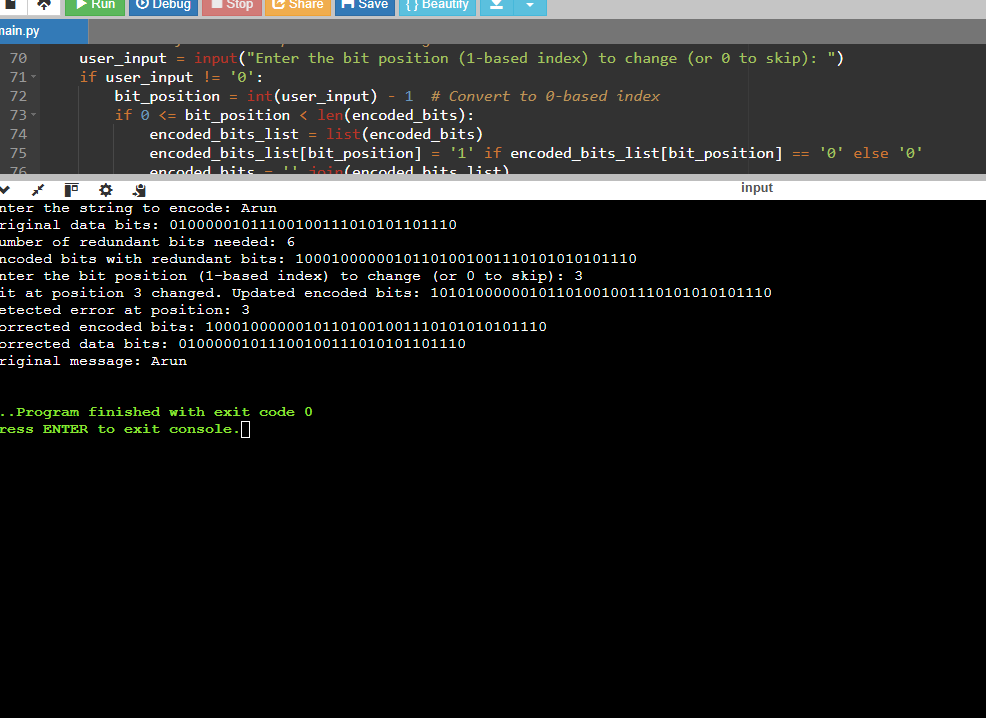 Run Debug Stop Share Save { } Beautify
main.py
70 user_input = input("Enter the bit position (1-based index) to change (or 0 to skip): ")
71 if user_input != '0':
72 bit_position = int(user_input) - 1 # Convert to 0-based index
73 if 0 <= bit_position < len(encoded_bits):
74 encoded_bits_list = list(encoded_bits)
75 encoded_bits_list[bit_position] = '1' if encoded_bits_list[bit_position] == '0' else '0'
76 encoded_bits = ''.join(encoded_bits_list)
input
nter the string to encode: Arun
riginal data bits: 01000001011100100111010101101110
umber of redundant bits needed: 6
ncoded bits with redundant bits: 10001000000101101001001110101010101110
nter the bit position (1-based index) to change (or 0 to skip): 3
it at position 3 changed. Updated encoded bits: 10101000000101101001001110101010101110
etected error at position: 3
orrected encoded bits: 10001000000101101001001110101010101110
orrected data bits: 01000001011100100111010101101110
riginal message: Arun
..Program finished with exit code 0
ress ENTER to exit console.